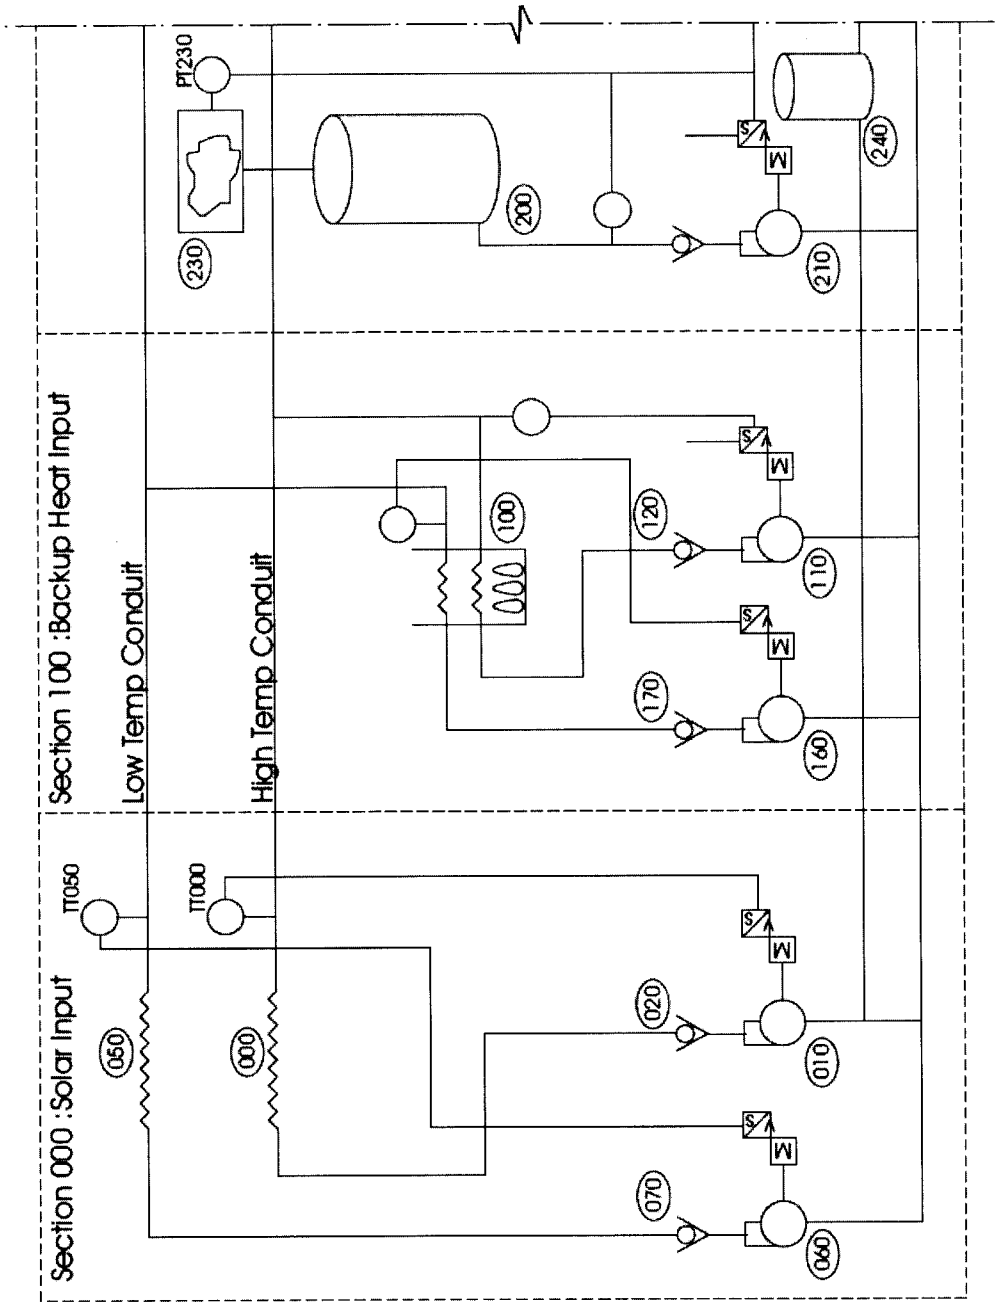 Section 000 :Solar Input
Section 100 :Backup Heat Input
Low Temp Conduit
High Temp Conduit
TT050
TT000
PT230
050
000
070
060
020
010
170
160
120
110
100
230
200
210
240
S
M
S
M
S
M
S
M
S
M